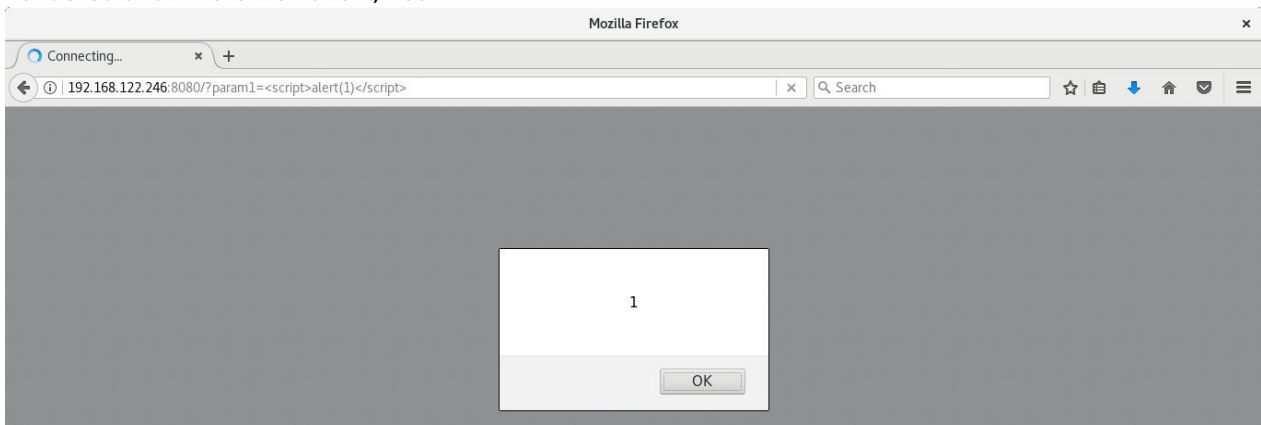 Mozilla Firefox
Connecting...
192.168.122.246:8080/?param1=<script>alert(1)</script>
Search
1
OK